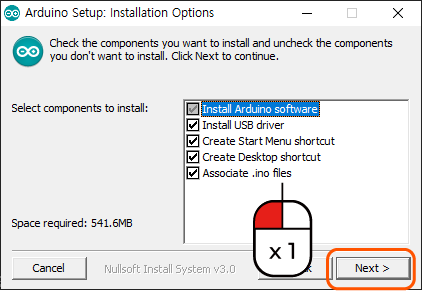 Arduino Setup: Installation Options
Check the components you want to install and uncheck the components
you don't want to install. Click Next to continue.
Select components to install:
Install Arduino software
Install USB driver
Create Start Menu shortcut
Create Desktop shortcut
Associate .ino files
Space required: 541.6MB
x 1
Cancel
Nullsoft Install System v3.0
Next >